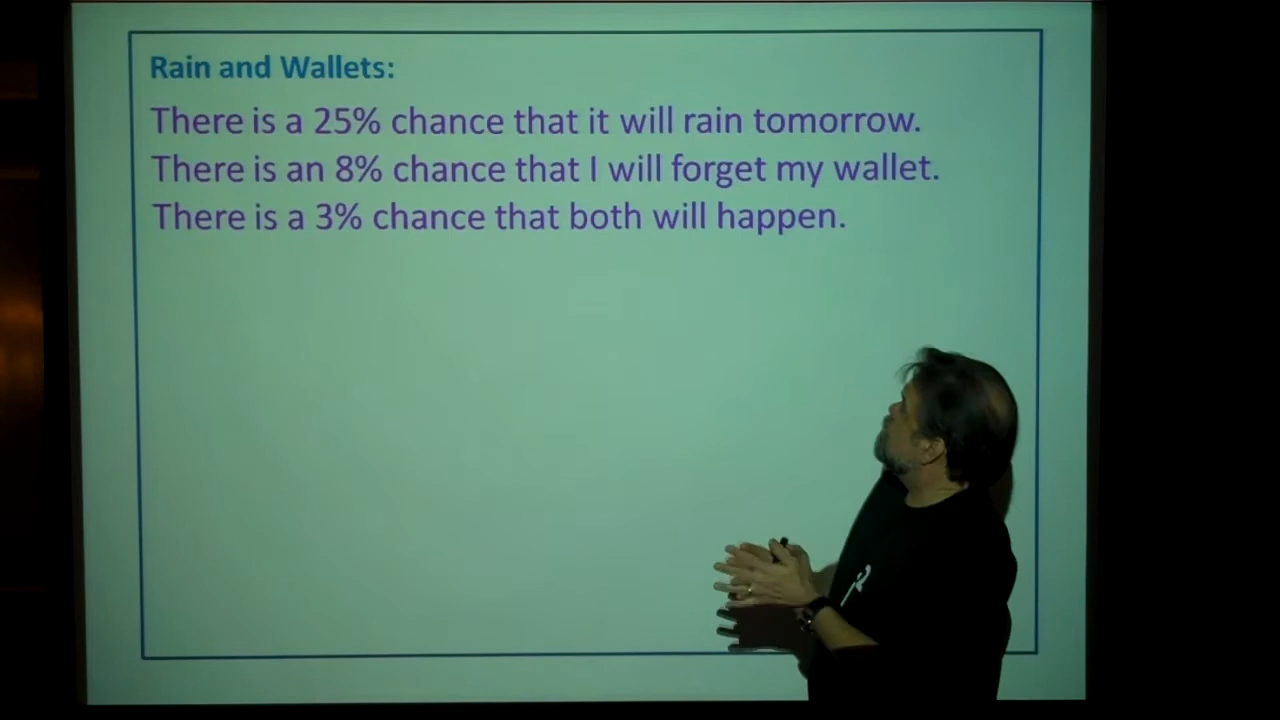 Rain and Wallets:
There is a 25% chance that it will rain tomorrow.
There is an 8% chance that I will forget my wallet.
There is a 3% chance that both will happen.